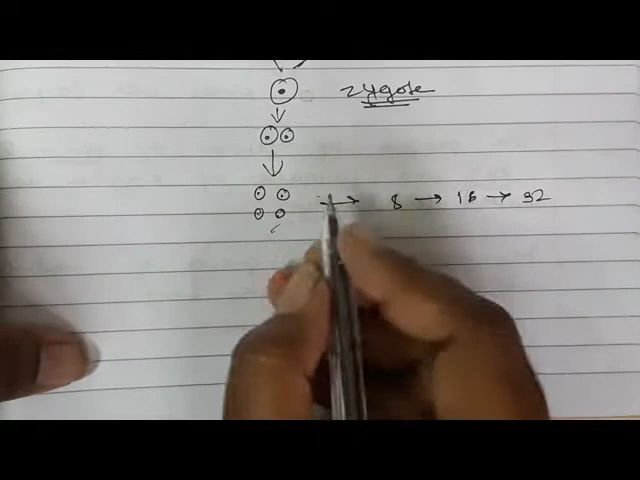 zygote
→ 8 → 16 → 32